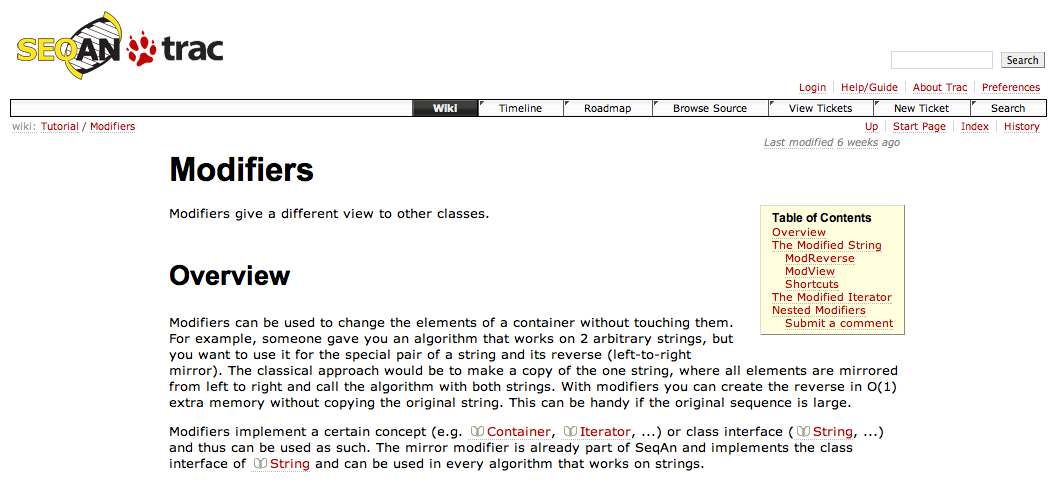 SEQAN trac
Search
Login Help/Guide About Trac Preferences
Wiki Timeline Roadmap Browse Source View Tickets New Ticket Search
wiki: Tutorial / Modifiers Up Start Page Index History
Last modified 6 weeks ago
Modifiers
Modifiers give a different view to other classes.
Table of Contents
Overview
The Modified String
ModReverse
ModView
Shortcuts
The Modified Iterator
Nested Modifiers
Submit a comment
Overview
Modifiers can be used to change the elements of a container without touching them.
For example, someone gave you an algorithm that works on 2 arbitrary strings, but
you want to use it for the special pair of a string and its reverse (left-to-right
mirror). The classical approach would be to make a copy of the one string, where all elements are mirrored
from left to right and call the algorithm with both strings. With modifiers you can create the reverse in O(1)
extra memory without copying the original string. This can be handy if the original sequence is large.
Modifiers implement a certain concept (e.g. Container, Iterator, ...) or class interface (String, ...)
and thus can be used as such. The mirror modifier is already part of SeqAn and implements the class
interface of String and can be used in every algorithm that works on strings.